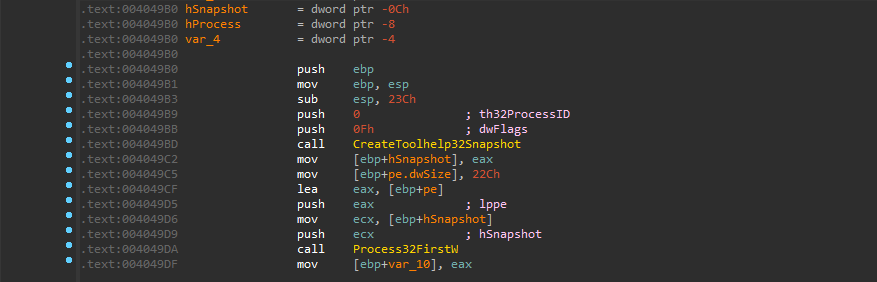 .text:004049B0 hSnapshot = dword ptr -0Ch
.text:004049B0 hProcess = dword ptr -8
.text:004049B0 var_4 = dword ptr -4
.text:004049B0
.text:004049B0 push ebp
.text:004049B1 mov ebp, esp
.text:004049B3 sub esp, 23Ch
.text:004049B9 push 0 ; th32ProcessID
.text:004049BB push 0Fh ; dwFlags
.text:004049BD call CreateToolhelp32Snapshot
.text:004049C2 mov [ebp+hSnapshot], eax
.text:004049C5 mov [ebp+pe.dwSize], 22Ch
.text:004049CF lea eax, [ebp+pe]
.text:004049D5 push eax ; lppe
.text:004049D6 mov ecx, [ebp+hSnapshot]
.text:004049D9 push ecx ; hSnapshot
.text:004049DA call Process32FirstW
.text:004049DF mov [ebp+var_10], eax